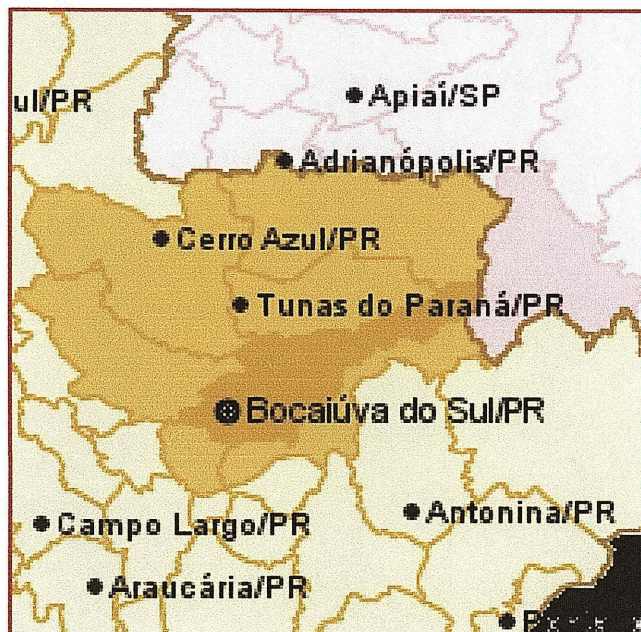 ul/PR
Apiaí/SP
Adrianópolis/PR
Cerro Azul/PR
Tunas do Paraná/PR
Bocaiúva do Sul/PR
Antonina/PR
Campo Largo/PR
Araucária/PR